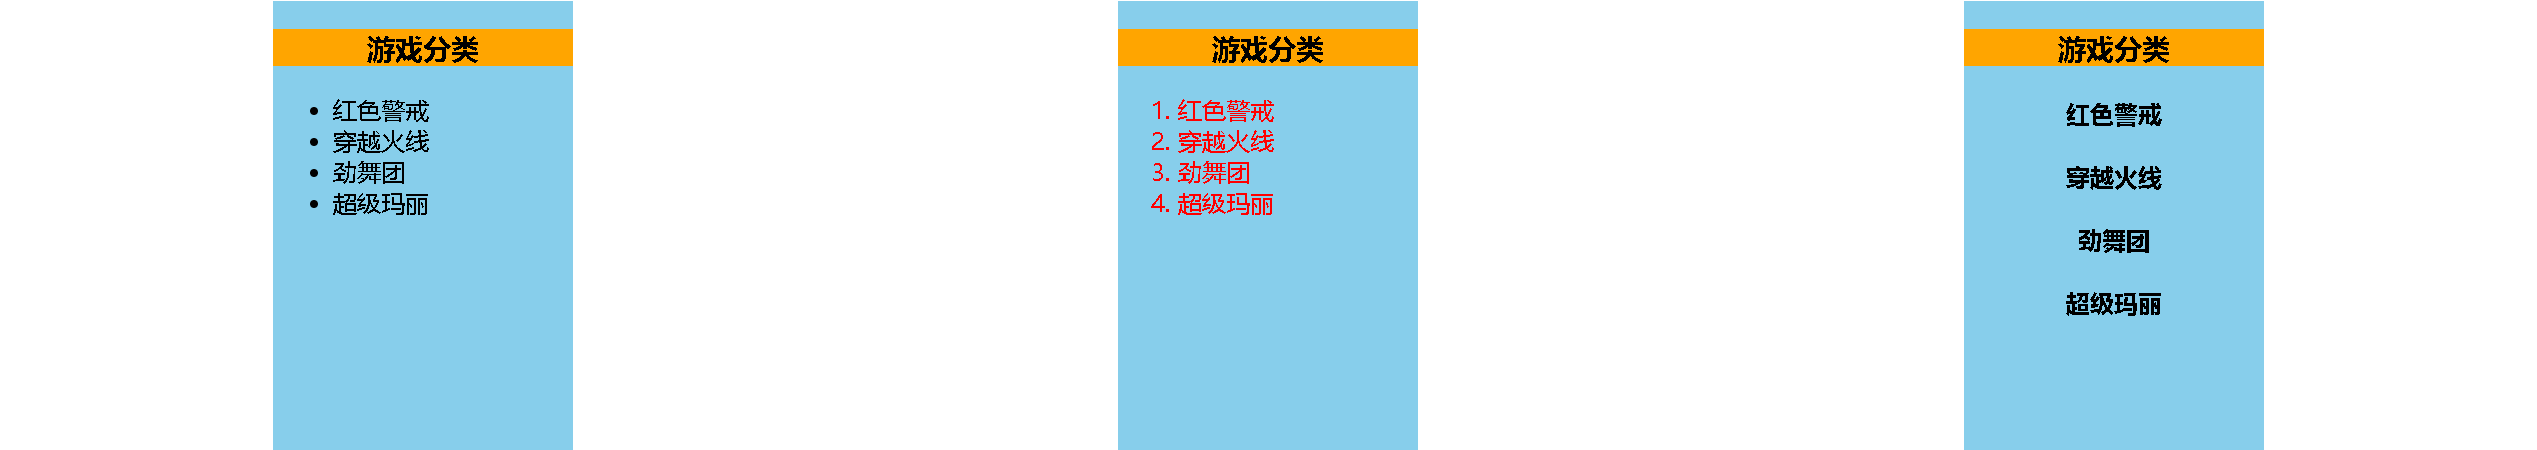 游戏分类
• 红色警戒
• 穿越火线
• 劲舞团
• 超级玛丽
游戏分类
1. 红色警戒
2. 穿越火线
3. 劲舞团
4. 超级玛丽
游戏分类
红色警戒
穿越火线
劲舞团
超级玛丽